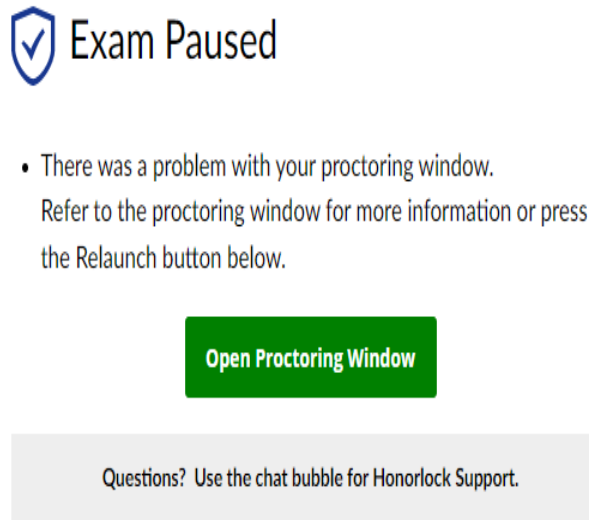 Exam Paused
There was a problem with your proctoring window.
Refer to the proctoring window for more information or press
the Relaunch button below.
Open Proctoring Window
Questions? Use the chat bubble for Honorlock Support.